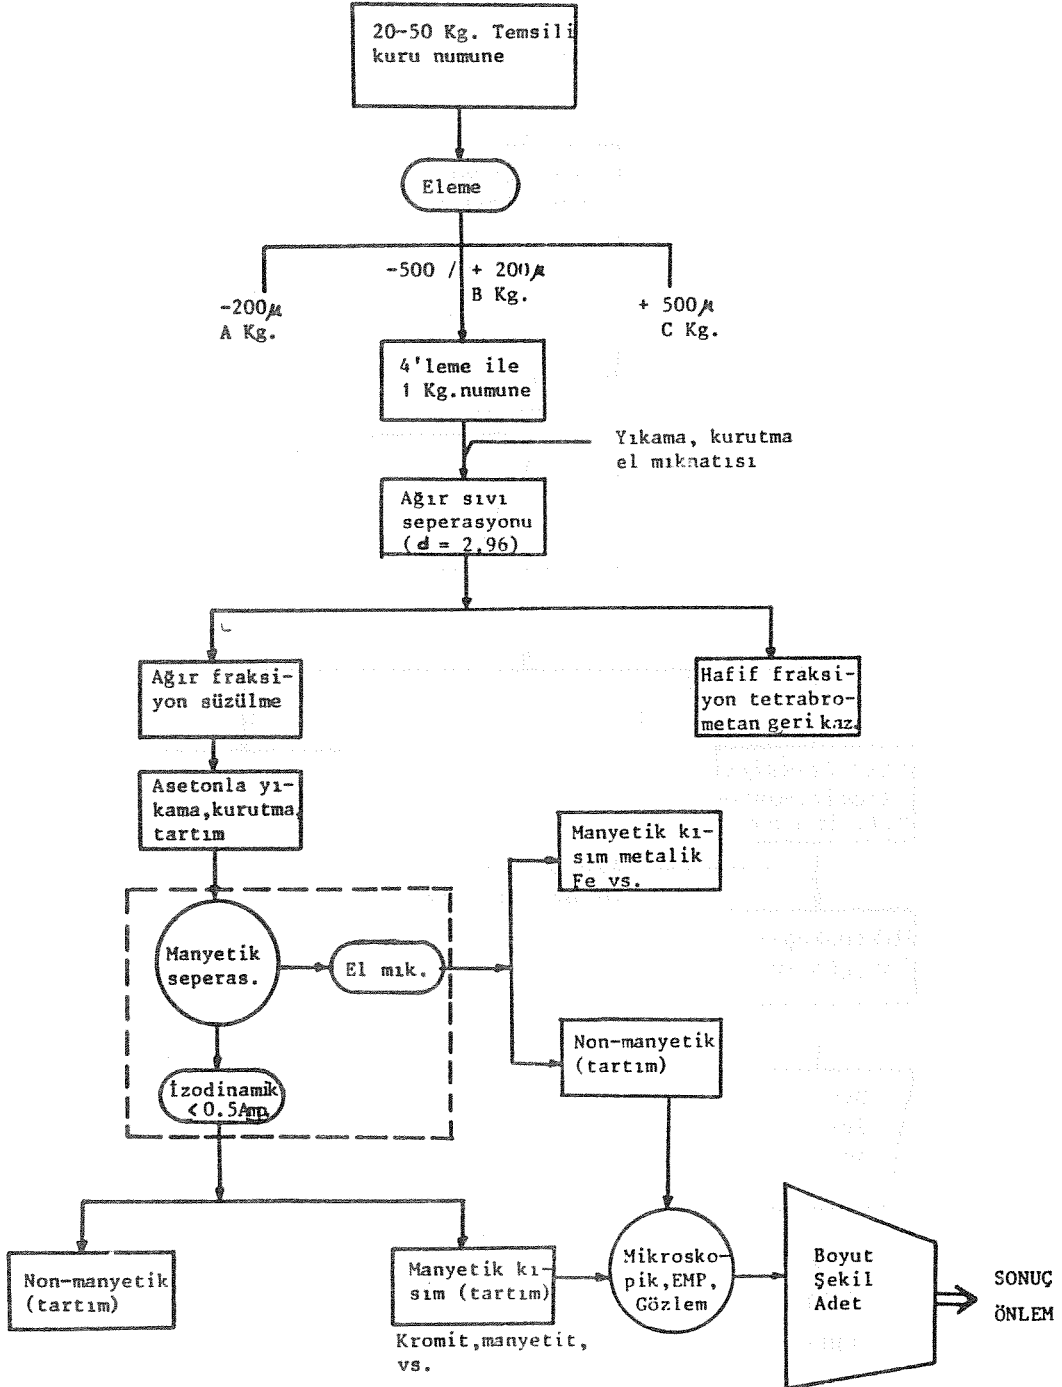 20-50 Kg. Temsili
kuru numune
Eleme
-500 / + 200μ
B Kg.
-200μ
A Kg.
+ 500μ
C Kg.
4'leme ile
1 Kg.numune
Yıkama, kurutma
el mıknatısı
Ağır sıvı
seperasyonu
(d = 2,96)
Ağır fraksi-
yon süzülme
Hafif fraksi-
yon tetrabro-
metan geri kaz.
Asetonla yı-
kama,kurutma,
tartım
Manyetik kı-
sım metalik
Fe vs.
Manyetik
seperas.
El mık.
Non-manyetik
(tartım)
İzodinamik
<0.5Amp.
Non-manyetik
(tartım)
Manyetik kı-
sım (tartım)
Kromit,manyetit,
vs.
Mikrosko-
pik,EMP,
Gözlem
Boyut
Şekil
Adet
SONUÇ
ÖNLEM